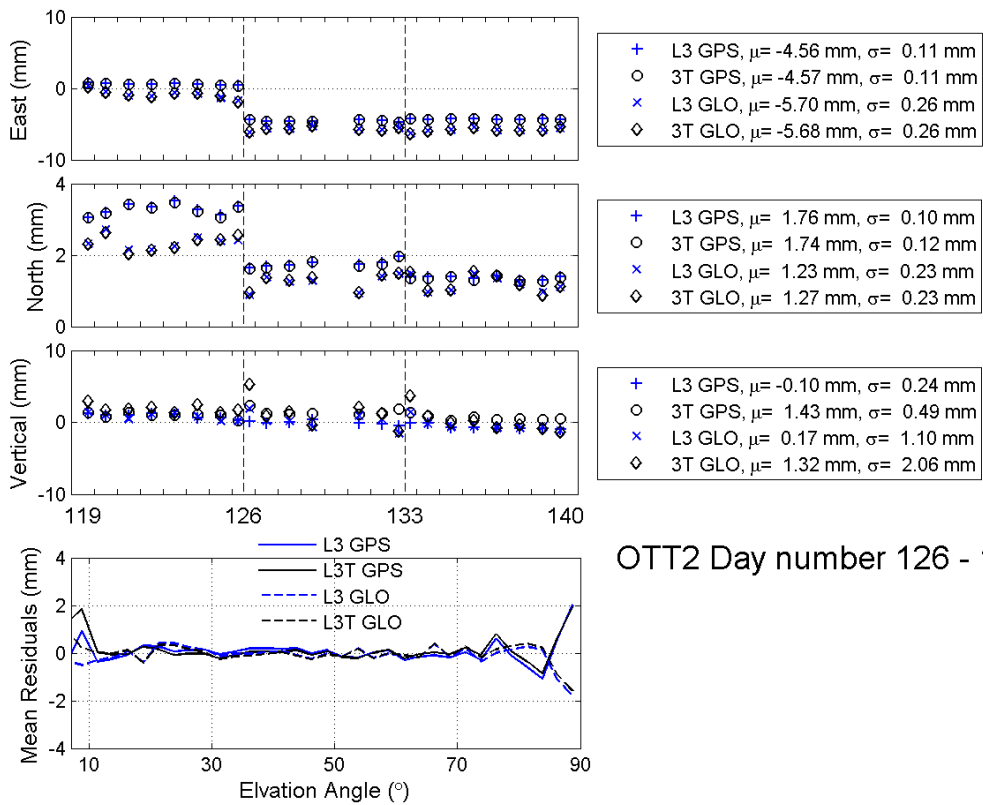 10
0
-10
East (mm)
+ L3 GPS, μ= -4.56 mm, σ= 0.11 mm
○ 3T GPS, μ= -4.57 mm, σ= 0.11 mm
× L3 GLO, μ= -5.70 mm, σ= 0.26 mm
◇ 3T GLO, μ= -5.68 mm, σ= 0.26 mm
4
2
0
North (mm)
+ L3 GPS, μ= 1.76 mm, σ= 0.10 mm
○ 3T GPS, μ= 1.74 mm, σ= 0.12 mm
× L3 GLO, μ= 1.23 mm, σ= 0.23 mm
◇ 3T GLO, μ= 1.27 mm, σ= 0.23 mm
10
0
-10
Vertical (mm)
+ L3 GPS, μ= -0.10 mm, σ= 0.24 mm
○ 3T GPS, μ= 1.43 mm, σ= 0.49 mm
× L3 GLO, μ= 0.17 mm, σ= 1.10 mm
◇ 3T GLO, μ= 1.32 mm, σ= 2.06 mm
119 126 133 140
L3 GPS
L3T GPS
L3 GLO
L3T GLO
OTT2 Day number 126 -
4
2
0
-2
-4
Mean Residuals (mm)
10 30 50 70 90
Elvation Angle (°)